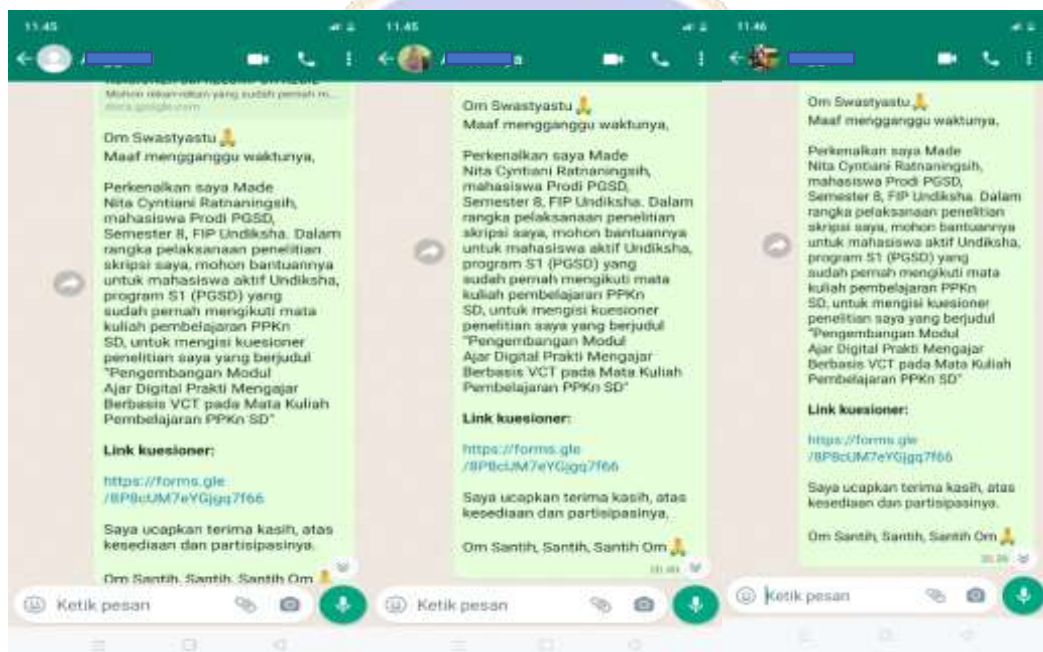 11.45
Mohon rekan-rekan yang sudah pernah m...
docs.google.com
Om Swastyastu🙏
Maaf mengganggu waktunya,
Perkenalkan saya Made
Nita Cyntiani Ratnaningsih,
mahasiswa Prodi PGSD,
Semester 8, FIP Undiksha. Dalam
rangka pelaksanaan penelitian
skripsi saya, mohon bantuannya
untuk mahasiswa aktif Undiksha,
program S1 (PGSD) yang
sudah pernah mengikuti mata
kuliah pembelajaran PPKn
SD, untuk mengisi kuesioner
penelitian saya yang berjudul
"Pengembangan Modul
Ajar Digital Prakti Mengajar
Berbasis VCT pada Mata Kuliah
Pembelajaran PPKn SD"
Link kuesioner:
https://forms.gle
/8P8cUM7eYGjgq7f66
Saya ucapkan terima kasih, atas
kesediaan dan partisipasinya.
Om Santih, Santih, Santih Om🙏
Ketik pesan
11.45
a
Om Swastyastu🙏
Maaf mengganggu waktunya,
Perkenalkan saya Made
Nita Cyntiani Ratnaningsih,
mahasiswa Prodi PGSD,
Semester 8, FIP Undiksha. Dalam
rangka pelaksanaan penelitian
skripsi saya, mohon bantuannya
untuk mahasiswa aktif Undiksha,
program S1 (PGSD) yang
sudah pernah mengikuti mata
kuliah pembelajaran PPKn
SD, untuk mengisi kuesioner
penelitian saya yang berjudul
"Pengembangan Modul
Ajar Digital Prakti Mengajar
Berbasis VCT pada Mata Kuliah
Pembelajaran PPKn SD"
Link kuesioner:
https://forms.gle
/8P8cUM7eYGjgq7f66
Saya ucapkan terima kasih, atas
kesediaan dan partisipasinya.
Om Santih, Santih, Santih Om🙏
Ketik pesan
11.46
Om Swastyastu🙏
Maaf mengganggu waktunya,
Perkenalkan saya Made
Nita Cyntiani Ratnaningsih,
mahasiswa Prodi PGSD,
Semester 8, FIP Undiksha. Dalam
rangka pelaksanaan penelitian
skripsi saya, mohon bantuannya
untuk mahasiswa aktif Undiksha,
program S1 (PGSD) yang
sudah pernah mengikuti mata
kuliah pembelajaran PPKn
SD, untuk mengisi kuesioner
penelitian saya yang berjudul
"Pengembangan Modul
Ajar Digital Prakti Mengajar
Berbasis VCT pada Mata Kuliah
Pembelajaran PPKn SD"
Link kuesioner:
https://forms.gle
/8P8cUM7eYGjgq7f66
Saya ucapkan terima kasih, atas
kesediaan dan partisipasinya.
Om Santih, Santih, Santih Om🙏
Ketik pesan